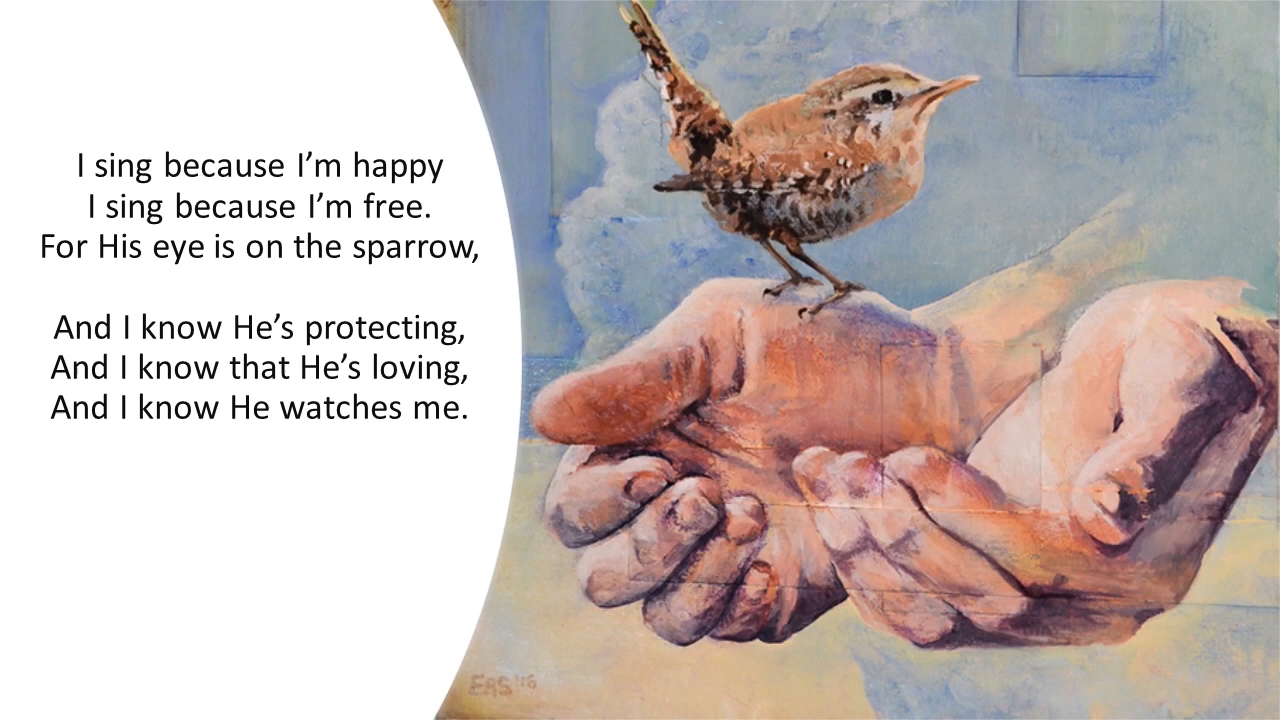 I sing because I’m happy
I sing because I’m free.
For His eye is on the sparrow,
And I know He’s protecting,
And I know that He’s loving,
And I know He watches me.
EAS '16